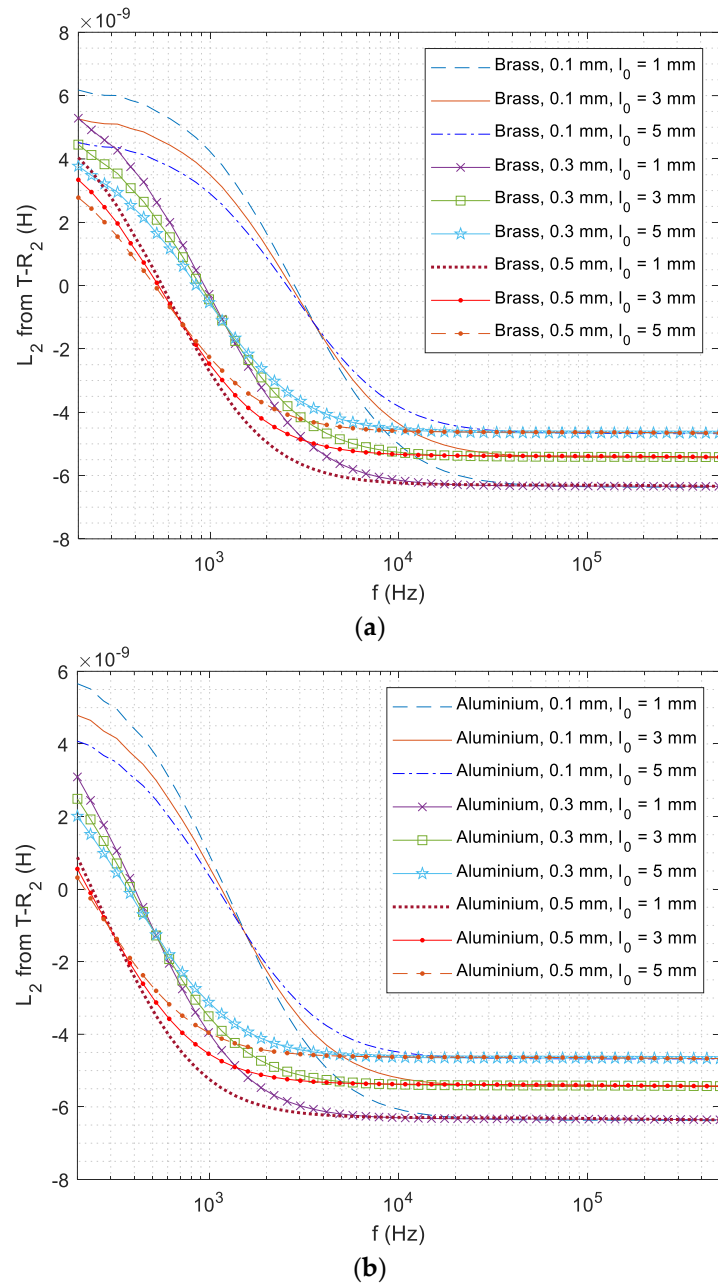 ×10-9
8
6
4
2
0
-2
-4
-6
-8
L2 from T-R2 (H)
Brass, 0.1 mm, l0 = 1 mm
Brass, 0.1 mm, l0 = 3 mm
Brass, 0.1 mm, l0 = 5 mm
Brass, 0.3 mm, l0 = 1 mm
Brass, 0.3 mm, l0 = 3 mm
Brass, 0.3 mm, l0 = 5 mm
Brass, 0.5 mm, l0 = 1 mm
Brass, 0.5 mm, l0 = 3 mm
Brass, 0.5 mm, l0 = 5 mm
103 104 105
f (Hz)
(a)
×10-9
6
4
2
0
-2
-4
-6
-8
L2 from T-R2 (H)
Aluminium, 0.1 mm, l0 = 1 mm
Aluminium, 0.1 mm, l0 = 3 mm
Aluminium, 0.1 mm, l0 = 5 mm
Aluminium, 0.3 mm, l0 = 1 mm
Aluminium, 0.3 mm, l0 = 3 mm
Aluminium, 0.3 mm, l0 = 5 mm
Aluminium, 0.5 mm, l0 = 1 mm
Aluminium, 0.5 mm, l0 = 3 mm
Aluminium, 0.5 mm, l0 = 5 mm
103 104 105
f (Hz)
(b)